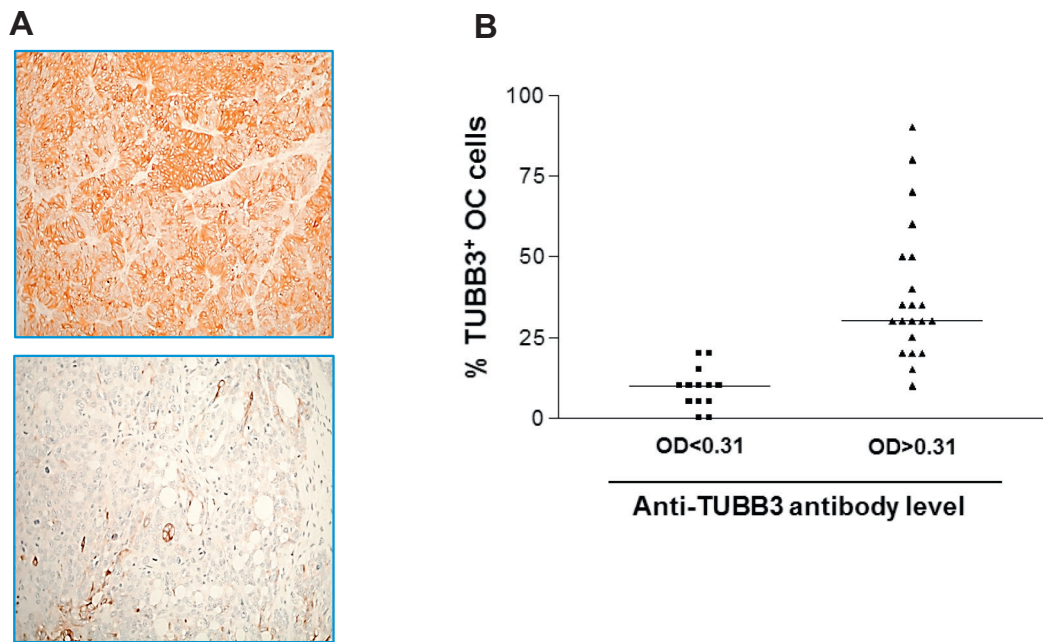 A
B
% TUBB3⁺ OC cells
100
75
50
25
0
OD<0.31
OD>0.31
Anti-TUBB3 antibody level